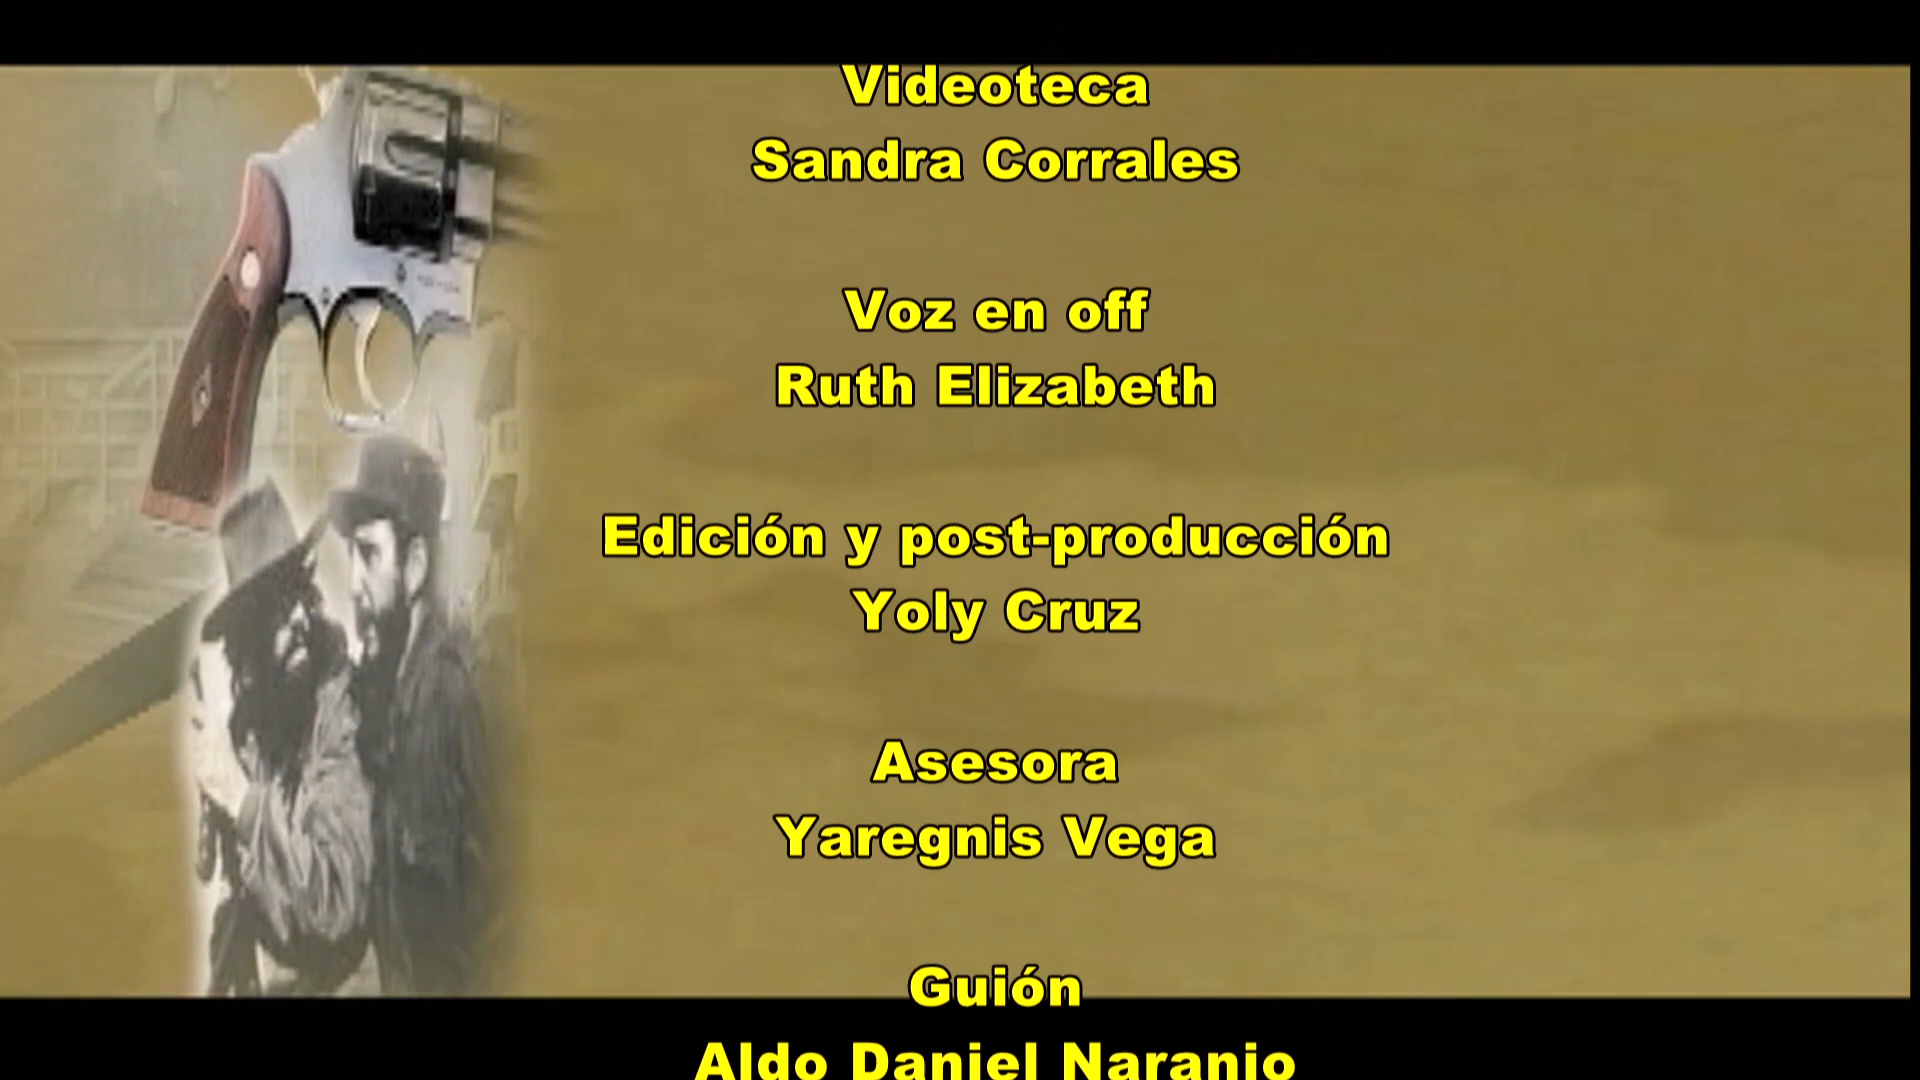 Videoteca
Sandra Corrales
Voz en off
Ruth Elizabeth
Edición y post-producción
Yoly Cruz
Asesora
Yaregnis Vega
Guión
Aldo Daniel Naranjo